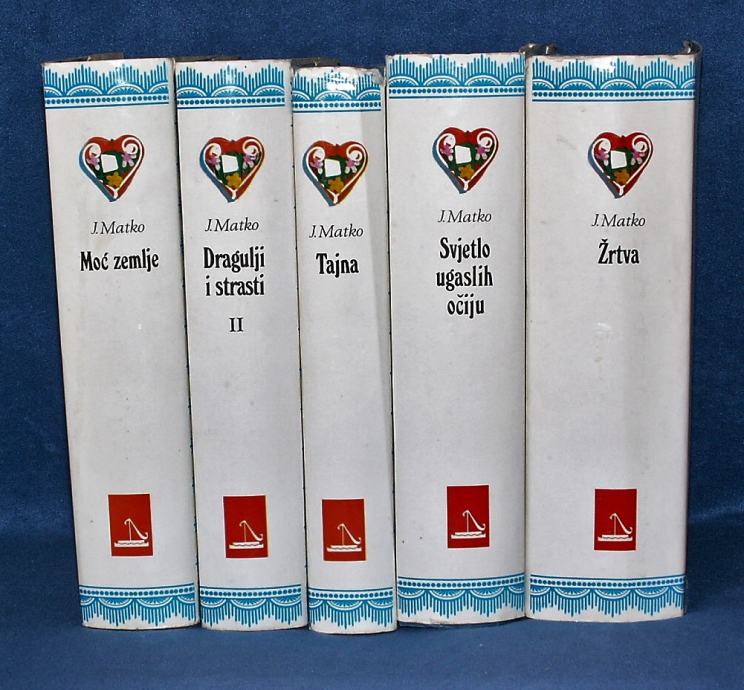 J. Matko
Moć zemlje
J. Matko
Dragulji
i strasti
II
J. Matko
Tajna
J. Matko
Svjetlo
ugaslih
očiju
J. Matko
Žrtva